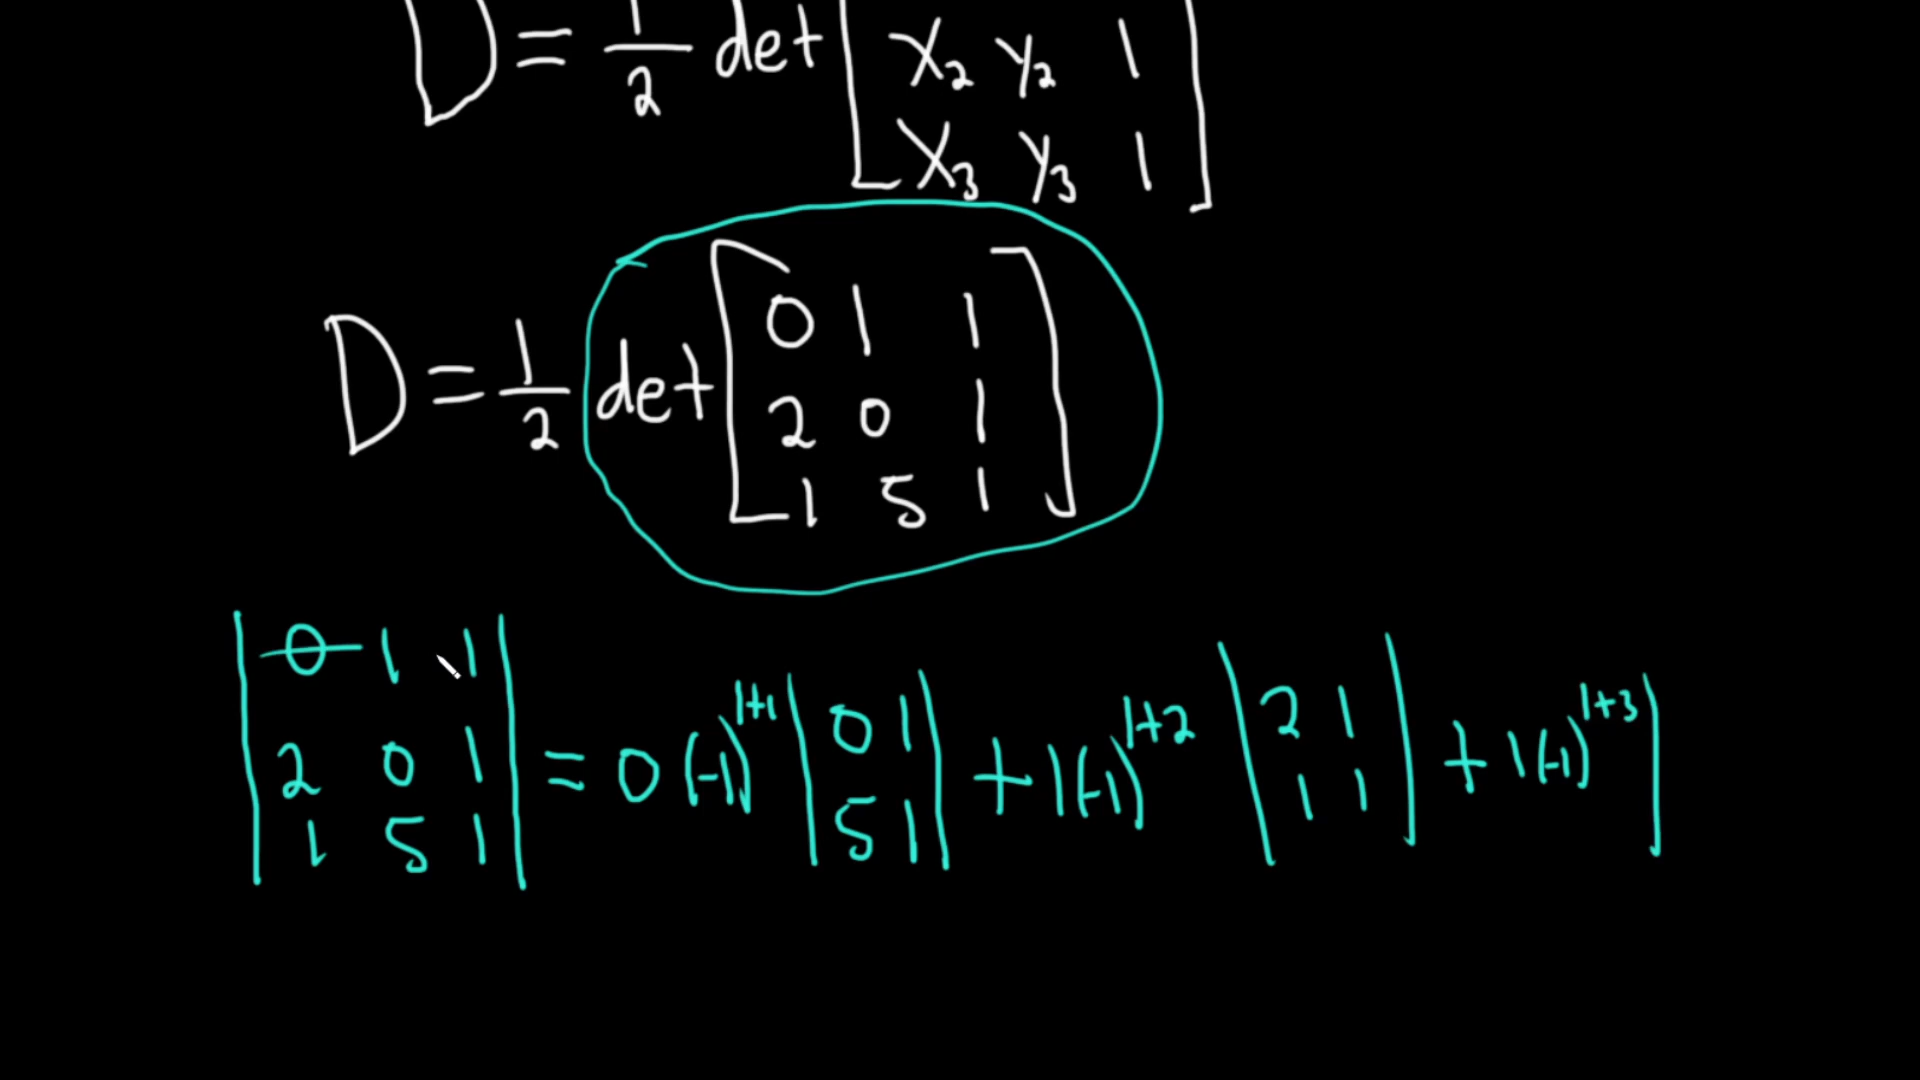 D = 1/2 det [
x₂ y₂ 1
x₃ y₃ 1 ]
D = 1/2 det [ 0 1 1
2 0 1
1 5 1 ]
| 0 1 1 |
| 2 0 1 | = 0(-1)¹⁺¹ | 0 1 | + 1(-1)¹⁺² | 2 1 | + 1(-1)¹⁺³ |
| 1 5 1 | | 5 1 | | 1 1 |